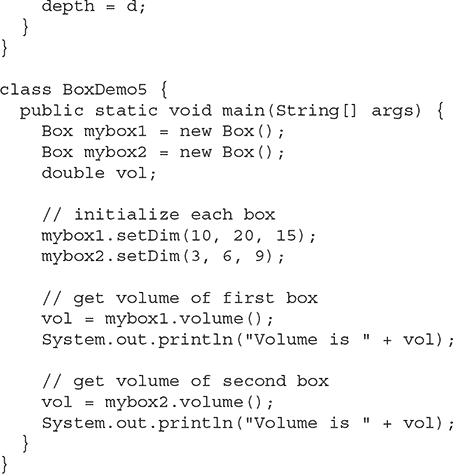 depth = d;
  }
}

class BoxDemo5 {
  public static void main(String[] args) {
    Box mybox1 = new Box();
    Box mybox2 = new Box();
    double vol;

    // initialize each box
    mybox1.setDim(10, 20, 15);
    mybox2.setDim(3, 6, 9);

    // get volume of first box
    vol = mybox1.volume();
    System.out.println("Volume is " + vol);

    // get volume of second box
    vol = mybox2.volume();
    System.out.println("Volume is " + vol);
  }
}